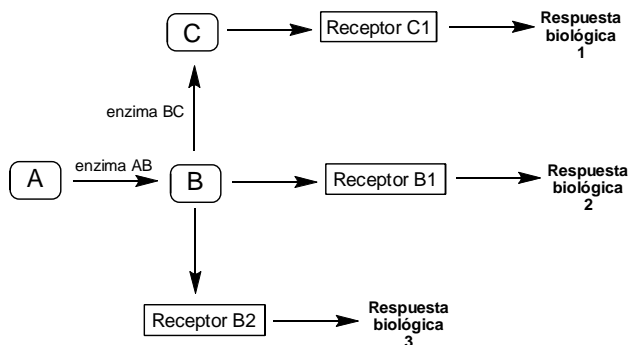 C
Receptor C1
Respuesta
biológica
1
enzima BC
A
enzima AB
B
Receptor B1
Respuesta
biológica
2
Receptor B2
Respuesta
biológica
3